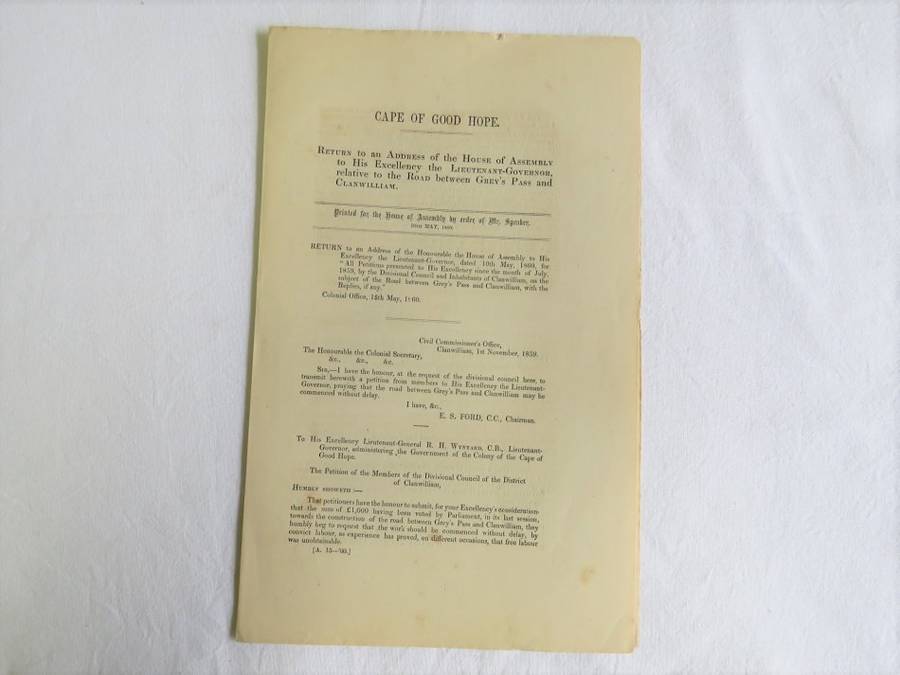 CAPE OF GOOD HOPE.
RETURN to an ADDRESS of the HOUSE of ASSEMBLY
to His Excellency the LIEUTENANT-GOVERNOR,
relative to the ROAD between GREY'S PASS and
CLANWILLIAM.
Printed for the House of Assembly by order of Mr. Speaker.
MAY, 1860.
RETURN to an Address of the Honourable the House of Assembly to His
Excellency the Lieutenant-Governor, dated 10th May, 1860, for
"All Petitions presented to His Excellency since the month of July,
1859, by the Divisional Council and Inhabitants of Clanwilliam, on the
subject of the Road between Grey's Pass and Clanwilliam, with the
Replies, if any."
Colonial Office, 15th May, 1860.
Civil Commissioner's Office,
Clanwilliam, 1st November, 1859.
The Honourable the Colonial Secretary,
&c., &c., &c.
SIR,—I have the honour, at the request of the divisional council here, to
transmit herewith a petition from members to His Excellency the Lieutenant-
Governor, praying that the road between Grey's Pass and Clanwilliam may be
commenced without delay.
I have, &c.,
E. S. FORD, C.C., Chairman.
To His Excellency Lieutenant-General R. H. WYNYARD, C.B., Lieutenant-
Governor, administering the Government of the Colony of the Cape of
Good Hope.
The Petition of the Members of the Divisional Council of the District
of Clanwilliam,
HUMBLY SHOWETH:—
That petitioners have the honour to submit, for your Excellency's consideration
that the sum of £1,000 having been voted by Parliament, in its last session,
towards the construction of the road between Grey's Pass and Clanwilliam, they
humbly beg to request that the work should be commenced without delay, by
convict labour, as experience has proved, on different occasions, that free labour
was unobtainable.
[A. 15—'60.]